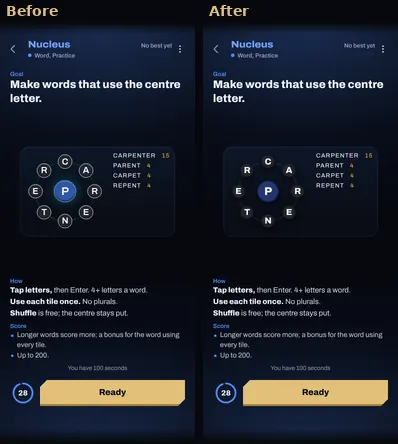 Before
Nucleus
Word, Practice
No best yet
Goal
Make words that use the centre
letter.
C
R
A
E
P
R
T
E
N
CARPENTER 15
PARENT 4
CARPET 4
REPENT 4
How
Tap letters, then Enter. 4+ letters a word.
Use each tile once. No plurals.
Shuffle is free; the centre stays put.
Score
Longer words score more; a bonus for the word using
every tile.
Up to 200.
You have 100 seconds
28
Ready
After
Nucleus
Word, Practice
No best yet
Goal
Make words that use the centre
letter.
C
R
A
E
P
R
T
E
N
CARPENTER 15
PARENT 4
CARPET 4
REPENT 4
How
Tap letters, then Enter. 4+ letters a word.
Use each tile once. No plurals.
Shuffle is free; the centre stays put.
Score
Longer words score more; a bonus for the word using
every tile.
Up to 200.
You have 100 seconds
28
Ready